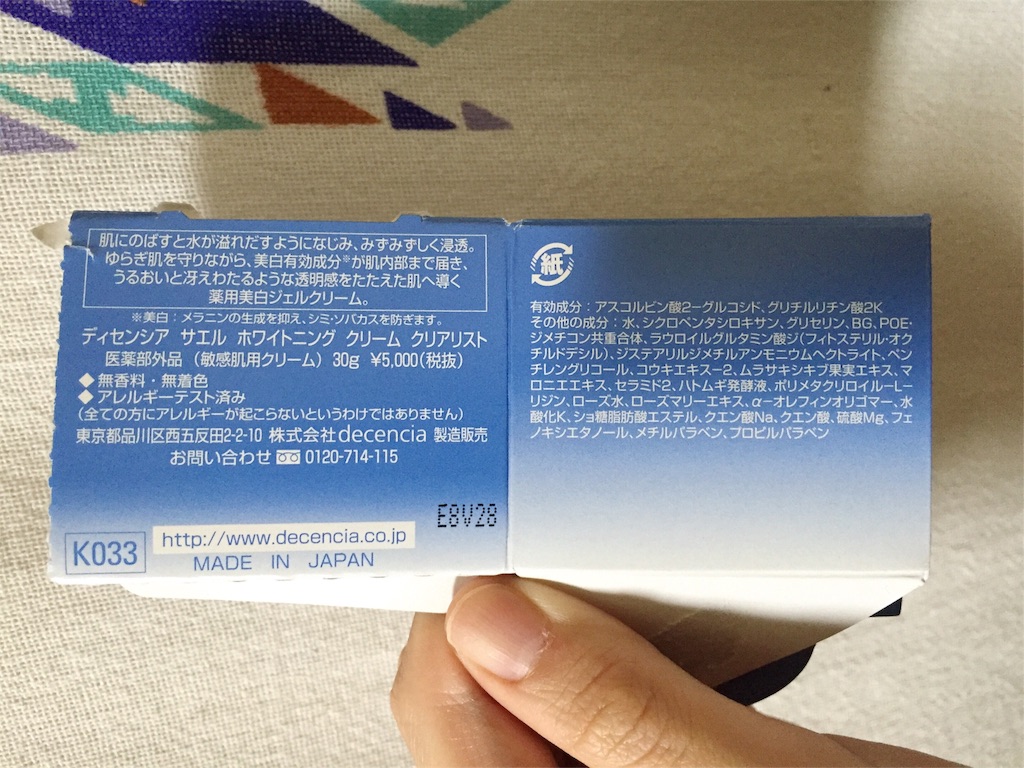 肌にのばすと水が溢れだすようになじみ、みずみずしく浸透。
ゆらぎ肌を守りながら、美白有効成分※が肌内部まで届き、
うるおいと冴えわたるような透明感をたたえた肌へ導く
薬用美白ジェルクリーム。
※美白：メラニンの生成を抑え、シミ・ソバカスを防ぎます。
ディセンシア サエル ホワイトニング クリーム クリアリスト
医薬部外品（敏感肌用クリーム）30g ¥5,000(税抜)
◆無香料・無着色
◆アレルギーテスト済み
(全ての方にアレルギーが起こらないというわけではありません)
東京都品川区西五反田2-2-10 株式会社decencia 製造販売
お問い合わせ 0120-714-115
E8V28
K033
http://www.decencia.co.jp
MADE IN JAPAN
紙
有効成分：アスコルビン酸2-グルコシド、グリチルリチン酸2K
その他の成分：水、シクロペンタシロキサン、グリセリン、BG、POE・
ジメチコン共重合体、ラウロイルグルタミン酸ジ(フィトステリル・オク
チルドデシル)、ジステアリルジメチルアンモニウムヘクトライト、ペン
チレングリコール、コウキエキス-2、ムラサキシキブ果実エキス、マ
ロニエエキス、セラミド2、ハトムギ発酵液、ポリメタクリロイル-L-
リジン、ローズ水、ローズマリーエキス、α-オレフィンオリゴマー、水
酸化K、ショ糖脂肪酸エステル、クエン酸Na、クエン酸、硫酸Mg、フェ
ノキシエタノール、メチルパラベン、プロピルパラベン